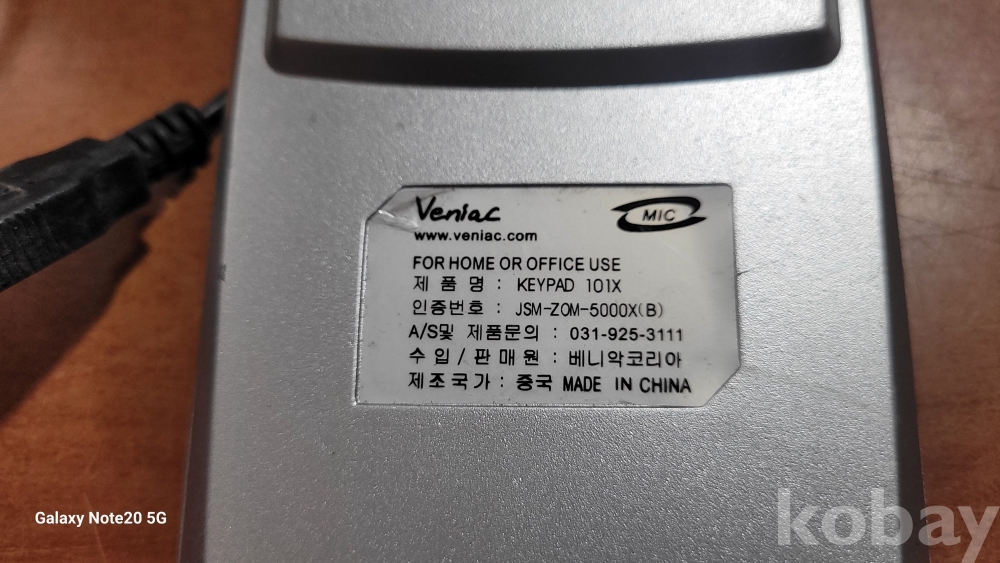 Veniac
MIC
www.veniac.com
FOR HOME OR OFFICE USE
제 품 명 : KEYPAD 101X
인증번호 : JSM-ZOM-5000X(B)
A/S및 제품문의 : 031-925-3111
수 입 / 판 매 원 : 베니악코리아
제조국가 : 중국 MADE IN CHINA
Galaxy Note20 5G
kobay